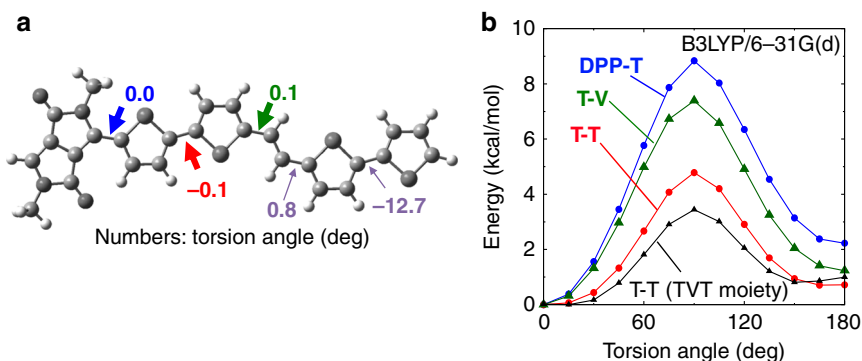 a
0.0
0.1
–0.1
0.8
–12.7
Numbers: torsion angle (deg)
b
B3LYP/6–31G(d)
DPP-T
T-V
T-T
T-T (TVT moiety)
Energy (kcal/mol)
10
8
6
4
2
0
0 60 120 180
Torsion angle (deg)